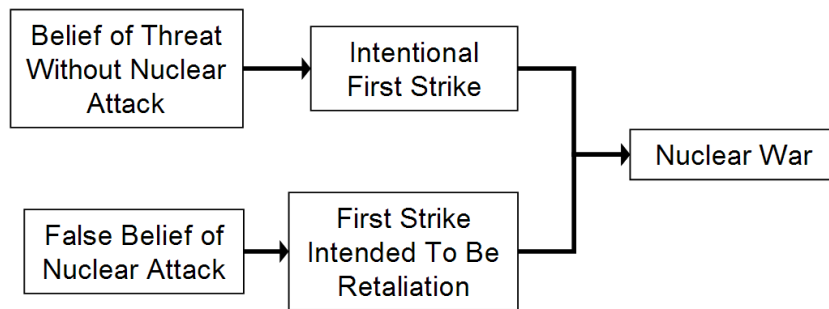 Belief of Threat
Without Nuclear
Attack
Intentional
First Strike
Nuclear War
False Belief of
Nuclear Attack
First Strike
Intended To Be
Retaliation